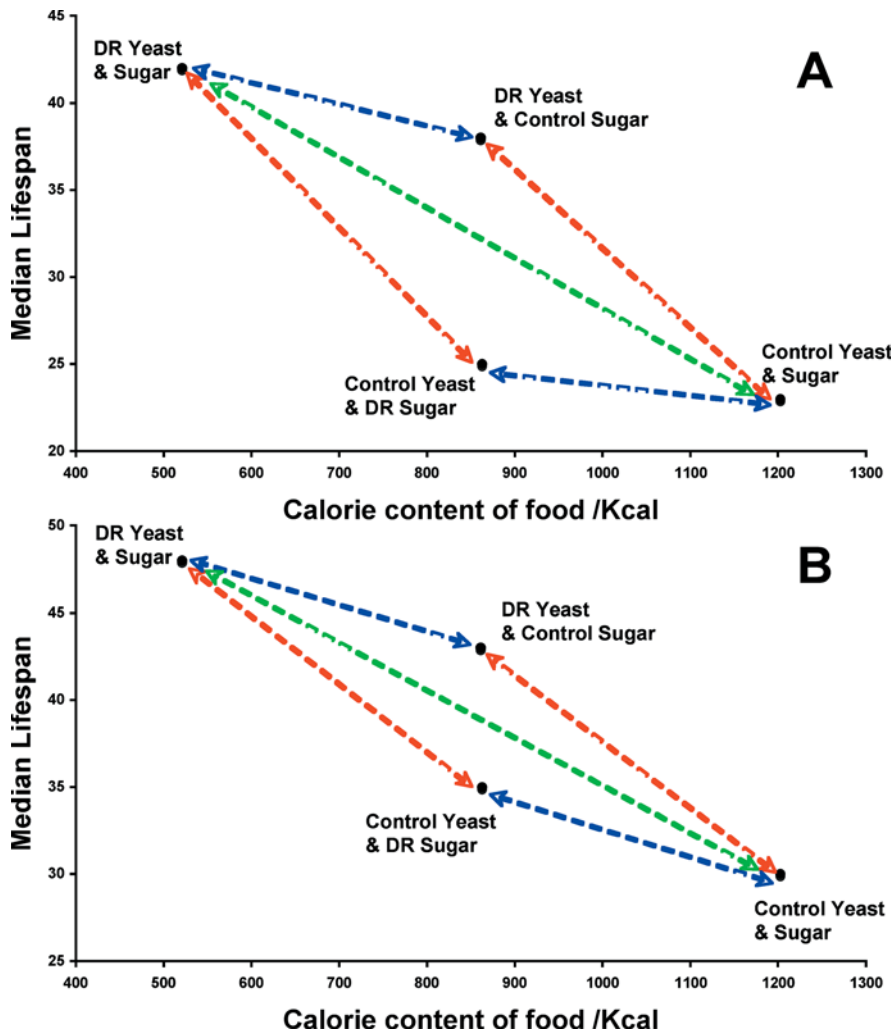 45
DR Yeast
& Sugar
A
40
DR Yeast
& Control Sugar
35
Median Lifespan
30
25
Control Yeast
& DR Sugar
Control Yeast
& Sugar
20
400 500 600 700 800 900 1000 1100 1200 1300
Calorie content of food /Kcal
50
DR Yeast
& Sugar
B
45
DR Yeast
& Control Sugar
40
Median Lifespan
35
Control Yeast
& DR Sugar
30
Control Yeast
& Sugar
25
400 500 600 700 800 900 1000 1100 1200 1300
Calorie content of food /Kcal